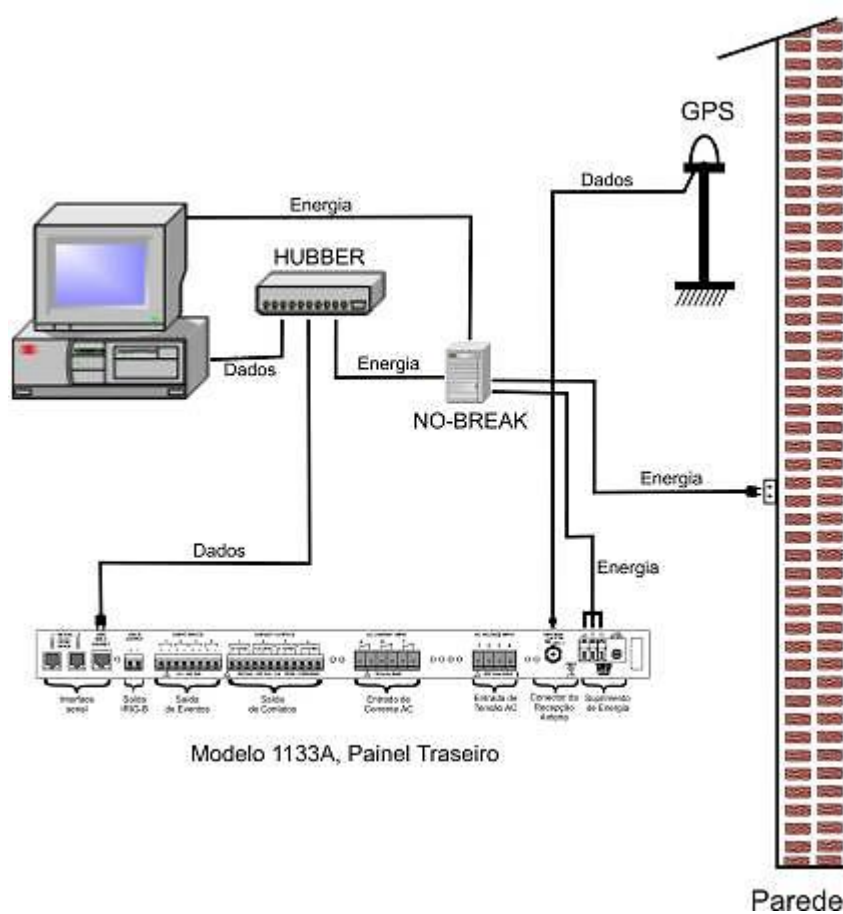 GPS
Dados
Energia
HUBBER
Dados
Energia
NO-BREAK
Energia
Dados
Energia
Interface
serial
Saída
IRIG-B
Saída
de Eventos
Saída
de Contatos
Entrada de
Corrente AC
Entrada de
Tensão AC
Conector da
Recepção
Antena
Suprimento
de Energia
Modelo 1133A, Painel Traseiro
Parede